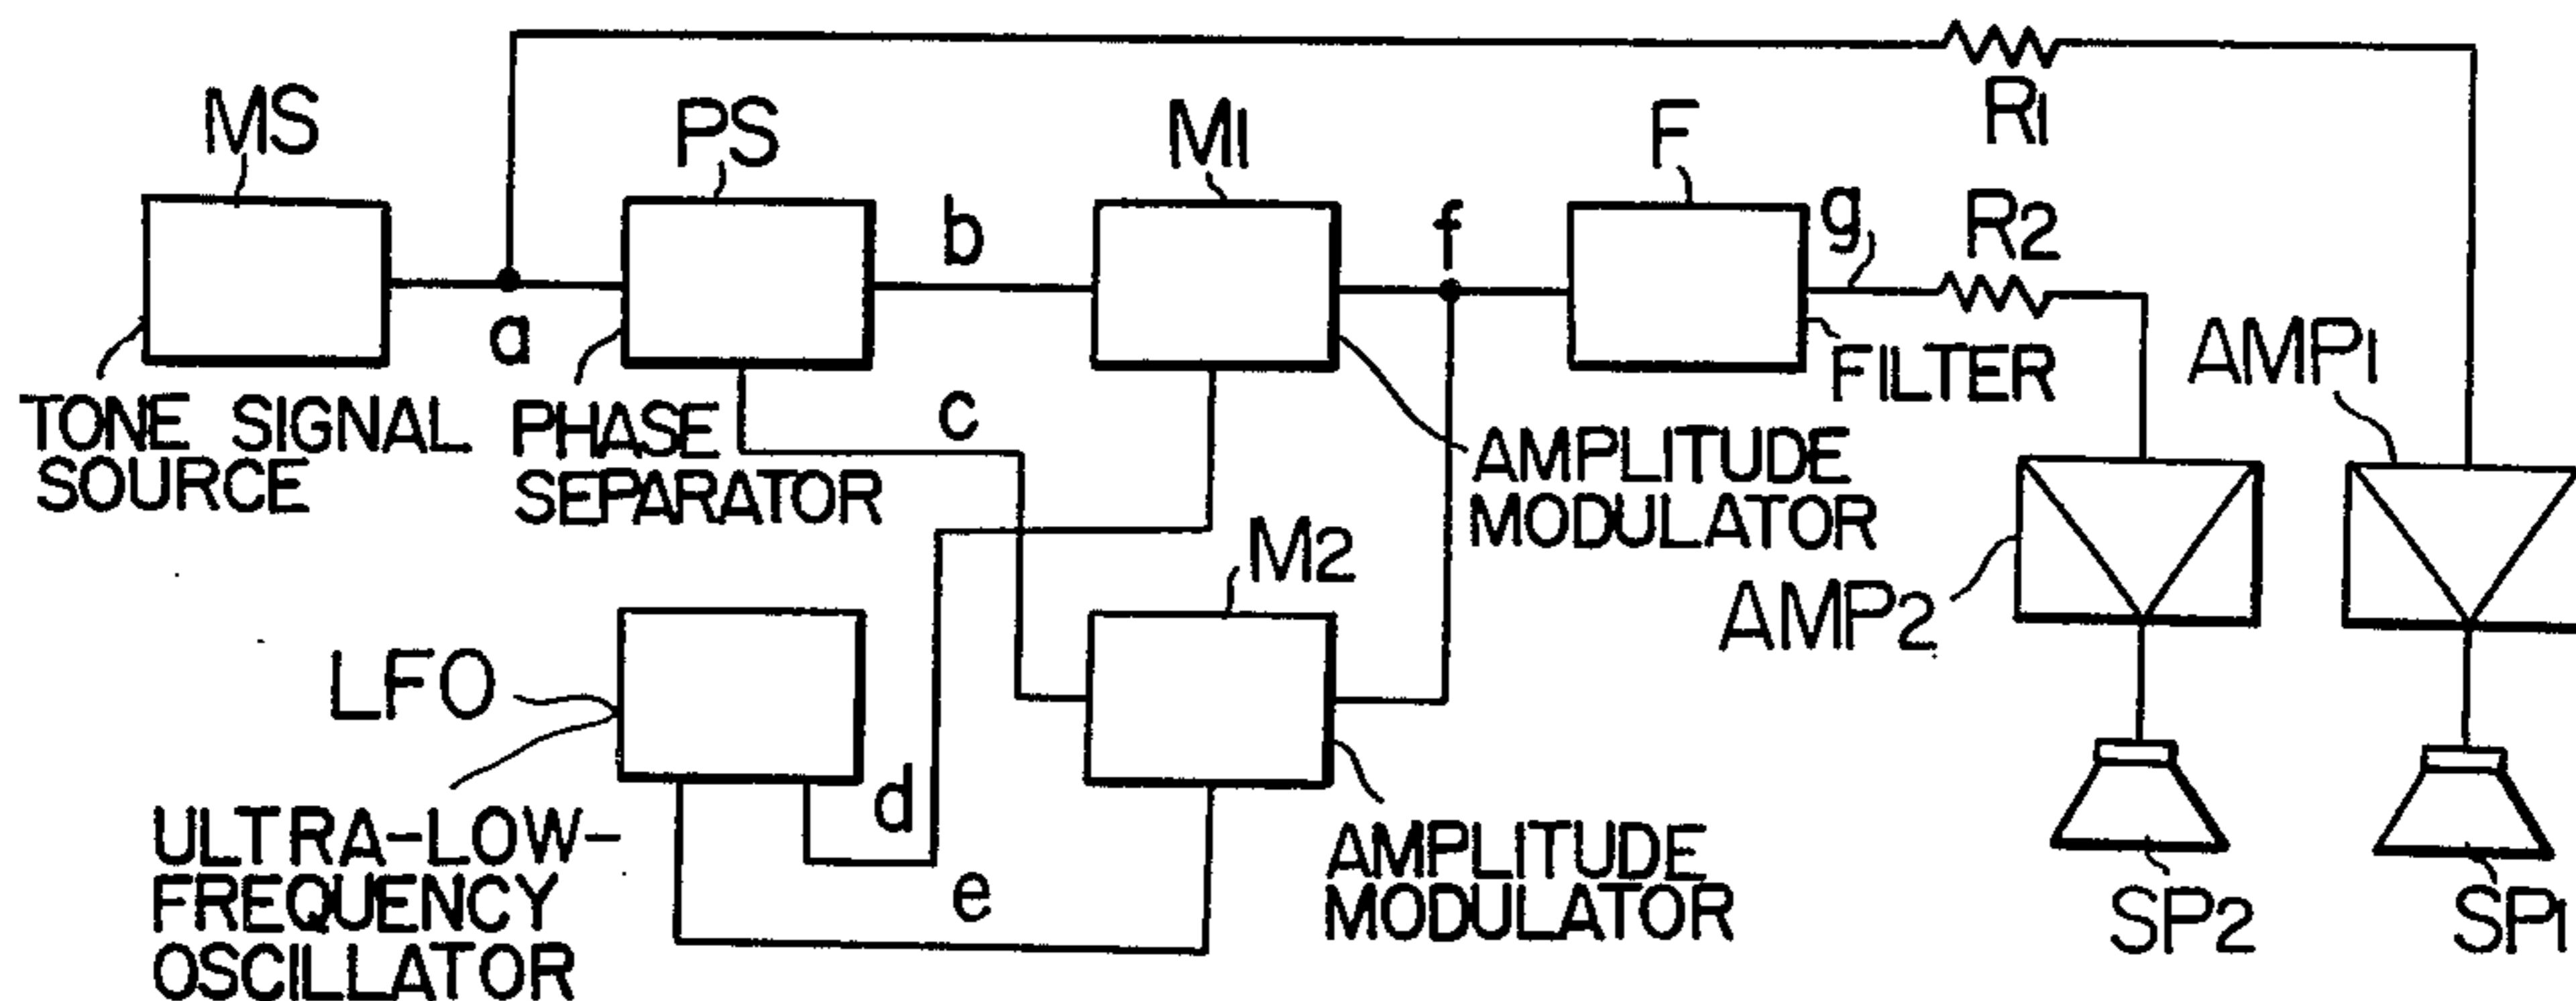 MS
PS
M1
F
R1
b
f
g
R2
a
TONE SIGNAL
SOURCE
PHASE
SEPARATOR
c
FILTER
AMP1
AMPLITUDE
MODULATOR
M2
AMP2
LFO
d
e
ULTRA-LOW-
FREQUENCY
OSCILLATOR
AMPLITUDE
MODULATOR
SP2
SP1